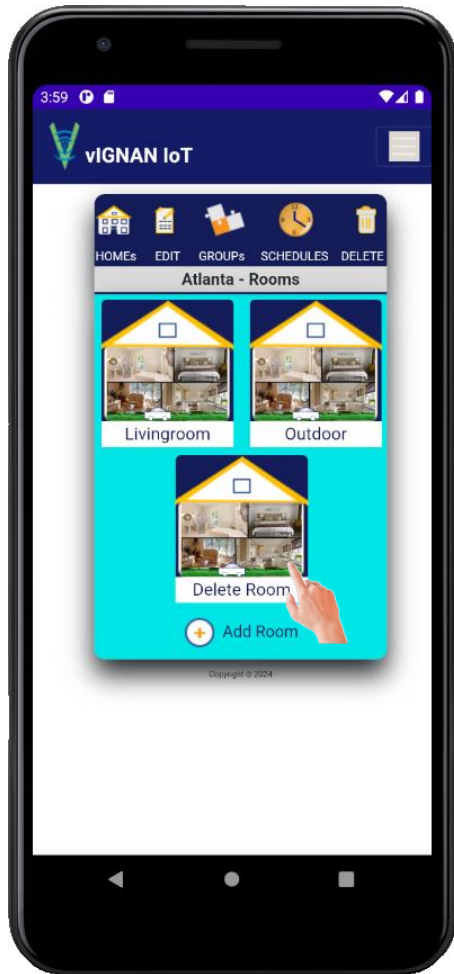 3:59
vIGNAN IoT
HOMEs EDIT GROUPs SCHEDULES DELETE
Atlanta - Rooms
Livingroom Outdoor
Delete Room
Add Room
Copyright © 2024